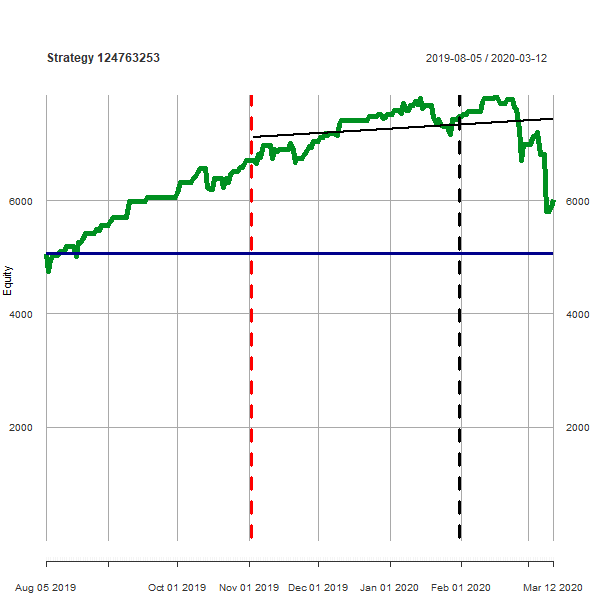 Strategy 124763253
2019-08-05 / 2020-03-12
6000
6000
Equity
4000
4000
2000
2000
Aug 05 2019
Oct 01 2019
Nov 01 2019
Dec 01 2019
Jan 01 2020
Feb 01 2020
Mar 12 2020